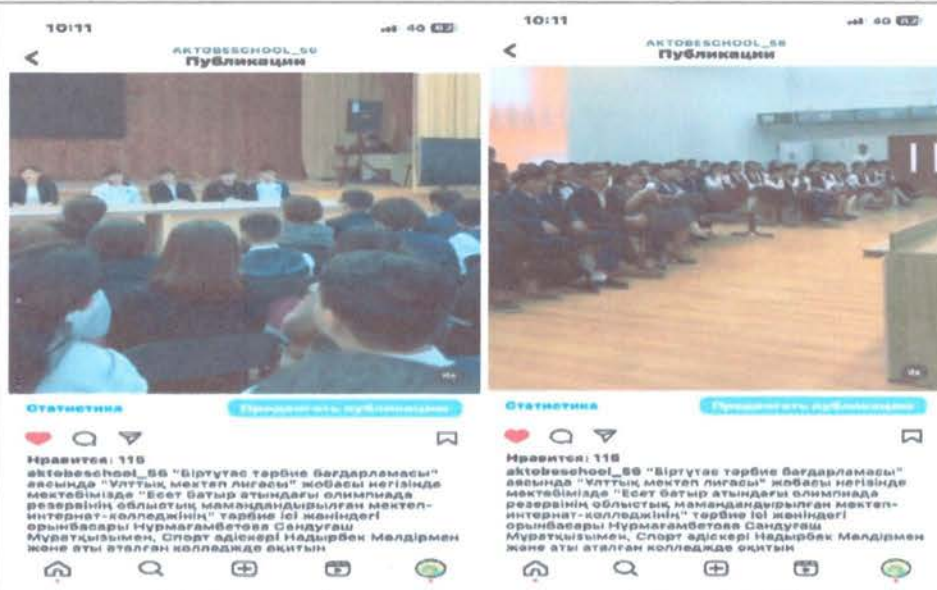 10:11
4G
AKTOBESCHOOL_56
Публикации
Статистика
Продвигать публикацию
Нравится: 115
aktobeschool_56 "Біртұтас тәрбие бағдарламасы"
аясында "Ұлттық мектеп лигасы" жобасы негізінде
мектебімізде "Есет батыр атындағы олимпиада
резервінің облыстық мамандандырылған мектеп-
интернат-колледжінің" тәрбие ісі жөніндегі
орынбасары Нурмагамбетова Сандуғаш
Мұратқызымен, Спорт әдіскері Надырбек Мөлдірмен
және аты аталған колледжде оқитын
10:11
4G
AKTOBESCHOOL_56
Публикации
Статистика
Продвигать публикацию
Нравится: 115
aktobeschool_56 "Біртұтас тәрбие бағдарламасы"
аясында "Ұлттық мектеп лигасы" жобасы негізінде
мектебімізде "Есет батыр атындағы олимпиада
резервінің облыстық мамандандырылған мектеп-
интернат-колледжінің" тәрбие ісі жөніндегі
орынбасары Нурмагамбетова Сандуғаш
Мұратқызымен, Спорт әдіскері Надырбек Мөлдірмен
және аты аталған колледжде оқитын